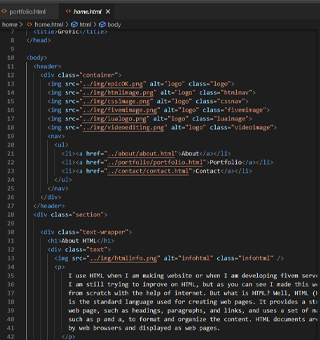 portfolio.html home.html
home > home.html > html > body
7 <title>Grofic</title>
8 </head>
9
10 <body>
11 <header>
12 <div class="container">
13 <img src="../img/epicOK.png" alt="logo" class="logo">
14 <img src="../img/htmlimage.png" alt="logo" class="htmlnav">
15 <img src="../img/cssimage.png" alt="logo" class="cssnav">
16 <img src="../img/fivemimage.png" alt="logo" class="fivemimage">
17 <img src="../img/lualogo.png" alt="logo" class="luaimage">
18 <img src="../img/videoediting.png" alt="logo" class="videoimage">
19 <nav>
20 <ul>
21 <li><a href="../about/about.html">About</a></li>
22 <li><a href="../portfolio/portfolio.html">Portfolio</a></li>
23 <li><a href="../contact/contact.html">Contact</a></li>
24 </ul>
25 </nav>
26 </div>
27 </header>
28 <div class="section">
29
30 <div class="text-wrapper">
31 <h1>About HTML</h1>
32 <div class="text">
33 <img src="../img/htmlinfo.png" alt="infohtml" class="infohtml" />
34 <p>
35 I use HTML when I am making website or when I am developing fivem serve
36 I am still trying to inprove on HTML, but as you can see I made this we
37 from scratch with the help of internet. But what is HTML? Well, HTML (H
38 is the standard language used for creating web pages. It provides a st
39 web page, such as headings, paragraphs, and links, and uses a set of ma
40 such as p and a, to format and organize the content. HTML documents are
41 by web browsers and displayed as web pages.
42 </p>